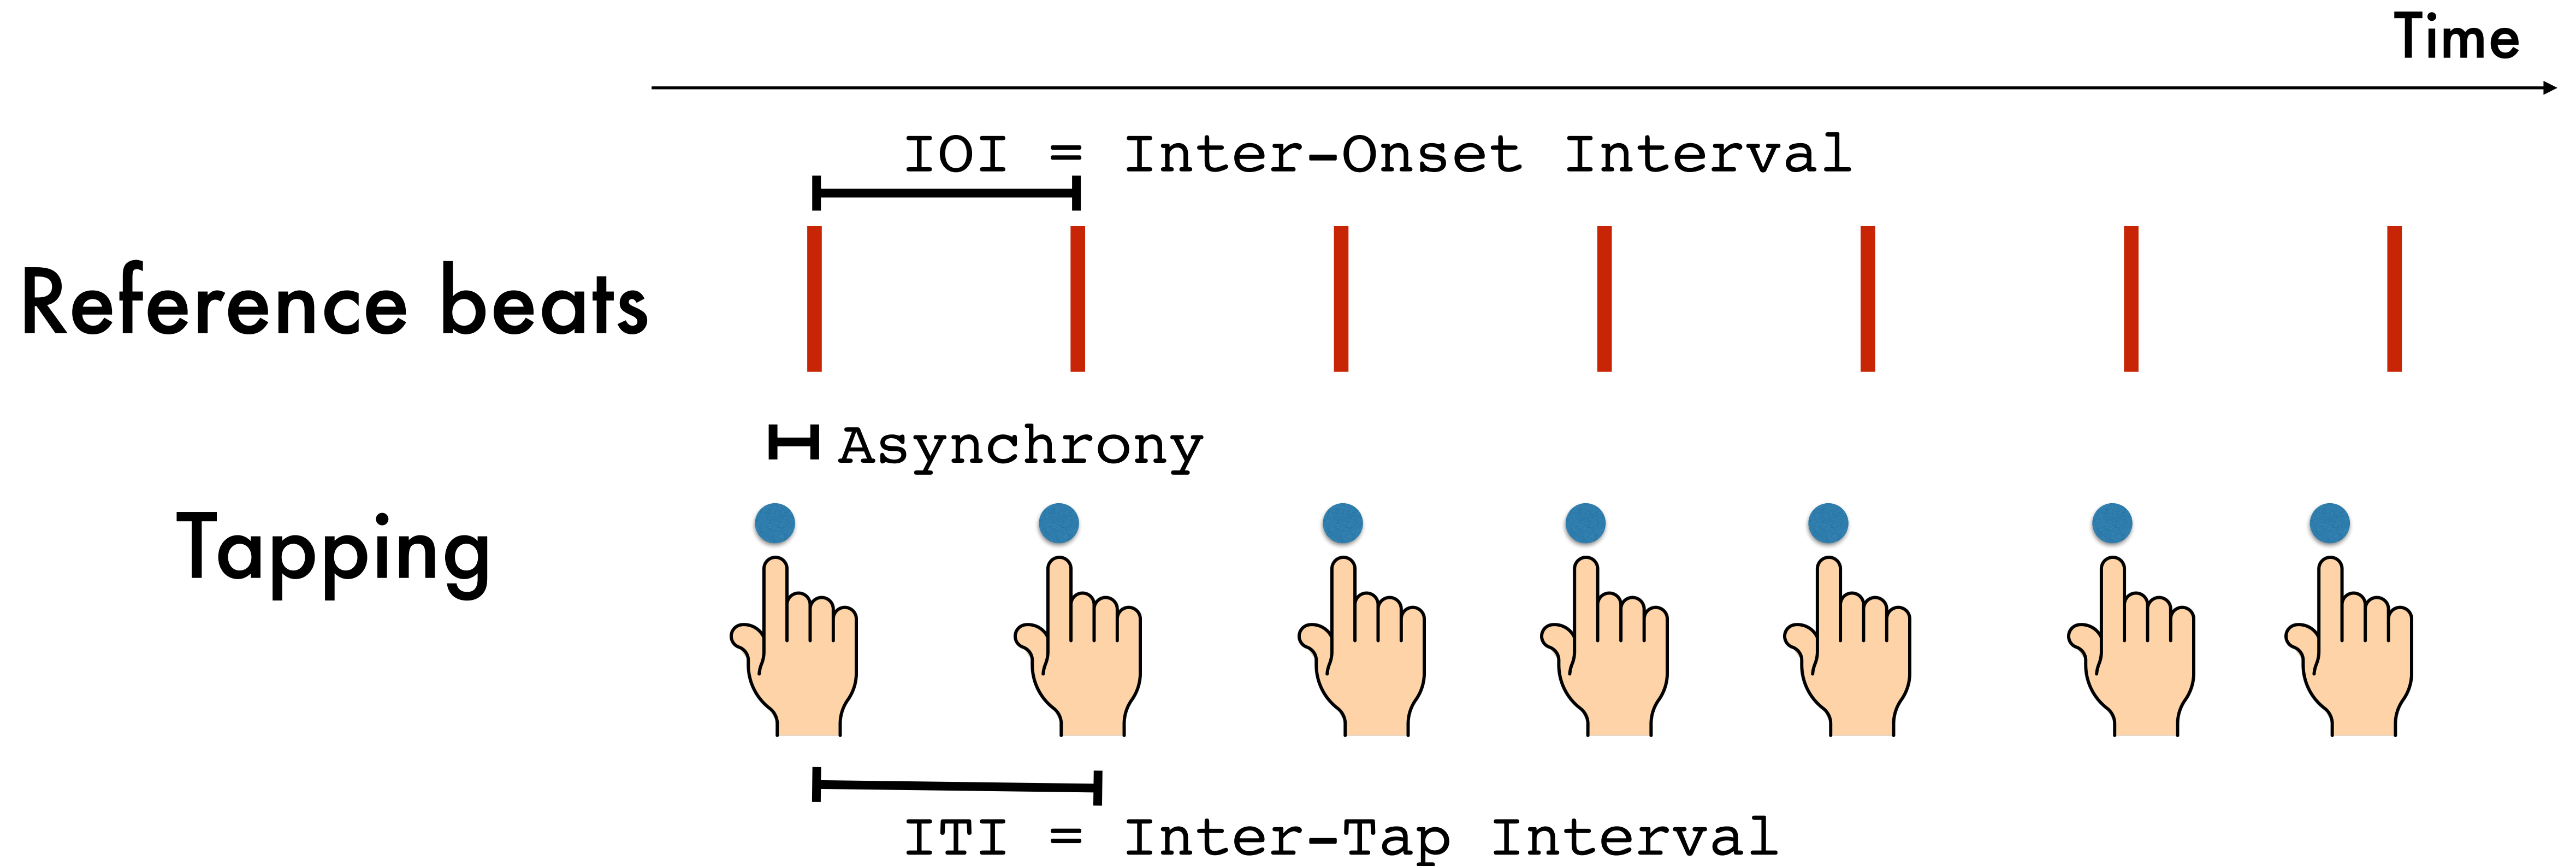 Time
IOI = Inter-Onset Interval
Reference beats
Asynchrony
Tapping
ITI = Inter-Tap Interval